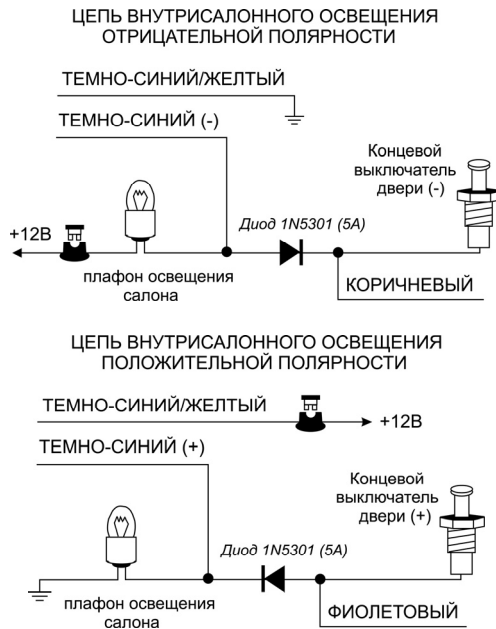 ЦЕПЬ ВНУТРИСАЛОННОГО ОСВЕЩЕНИЯ
ОТРИЦАТЕЛЬНОЙ ПОЛЯРНОСТИ
ТЕМНО-СИНИЙ/ЖЕЛТЫЙ
ТЕМНО-СИНИЙ (-)
Концевой
выключатель
двери (-)
Диод 1N5301 (5А)
+12В
плафон освещения
салона
КОРИЧНЕВЫЙ
ЦЕПЬ ВНУТРИСАЛОННОГО ОСВЕЩЕНИЯ
ПОЛОЖИТЕЛЬНОЙ ПОЛЯРНОСТИ
ТЕМНО-СИНИЙ/ЖЕЛТЫЙ
+12В
ТЕМНО-СИНИЙ (+)
Концевой
выключатель
двери (+)
Диод 1N5301 (5А)
плафон освещения
салона
ФИОЛЕТОВЫЙ